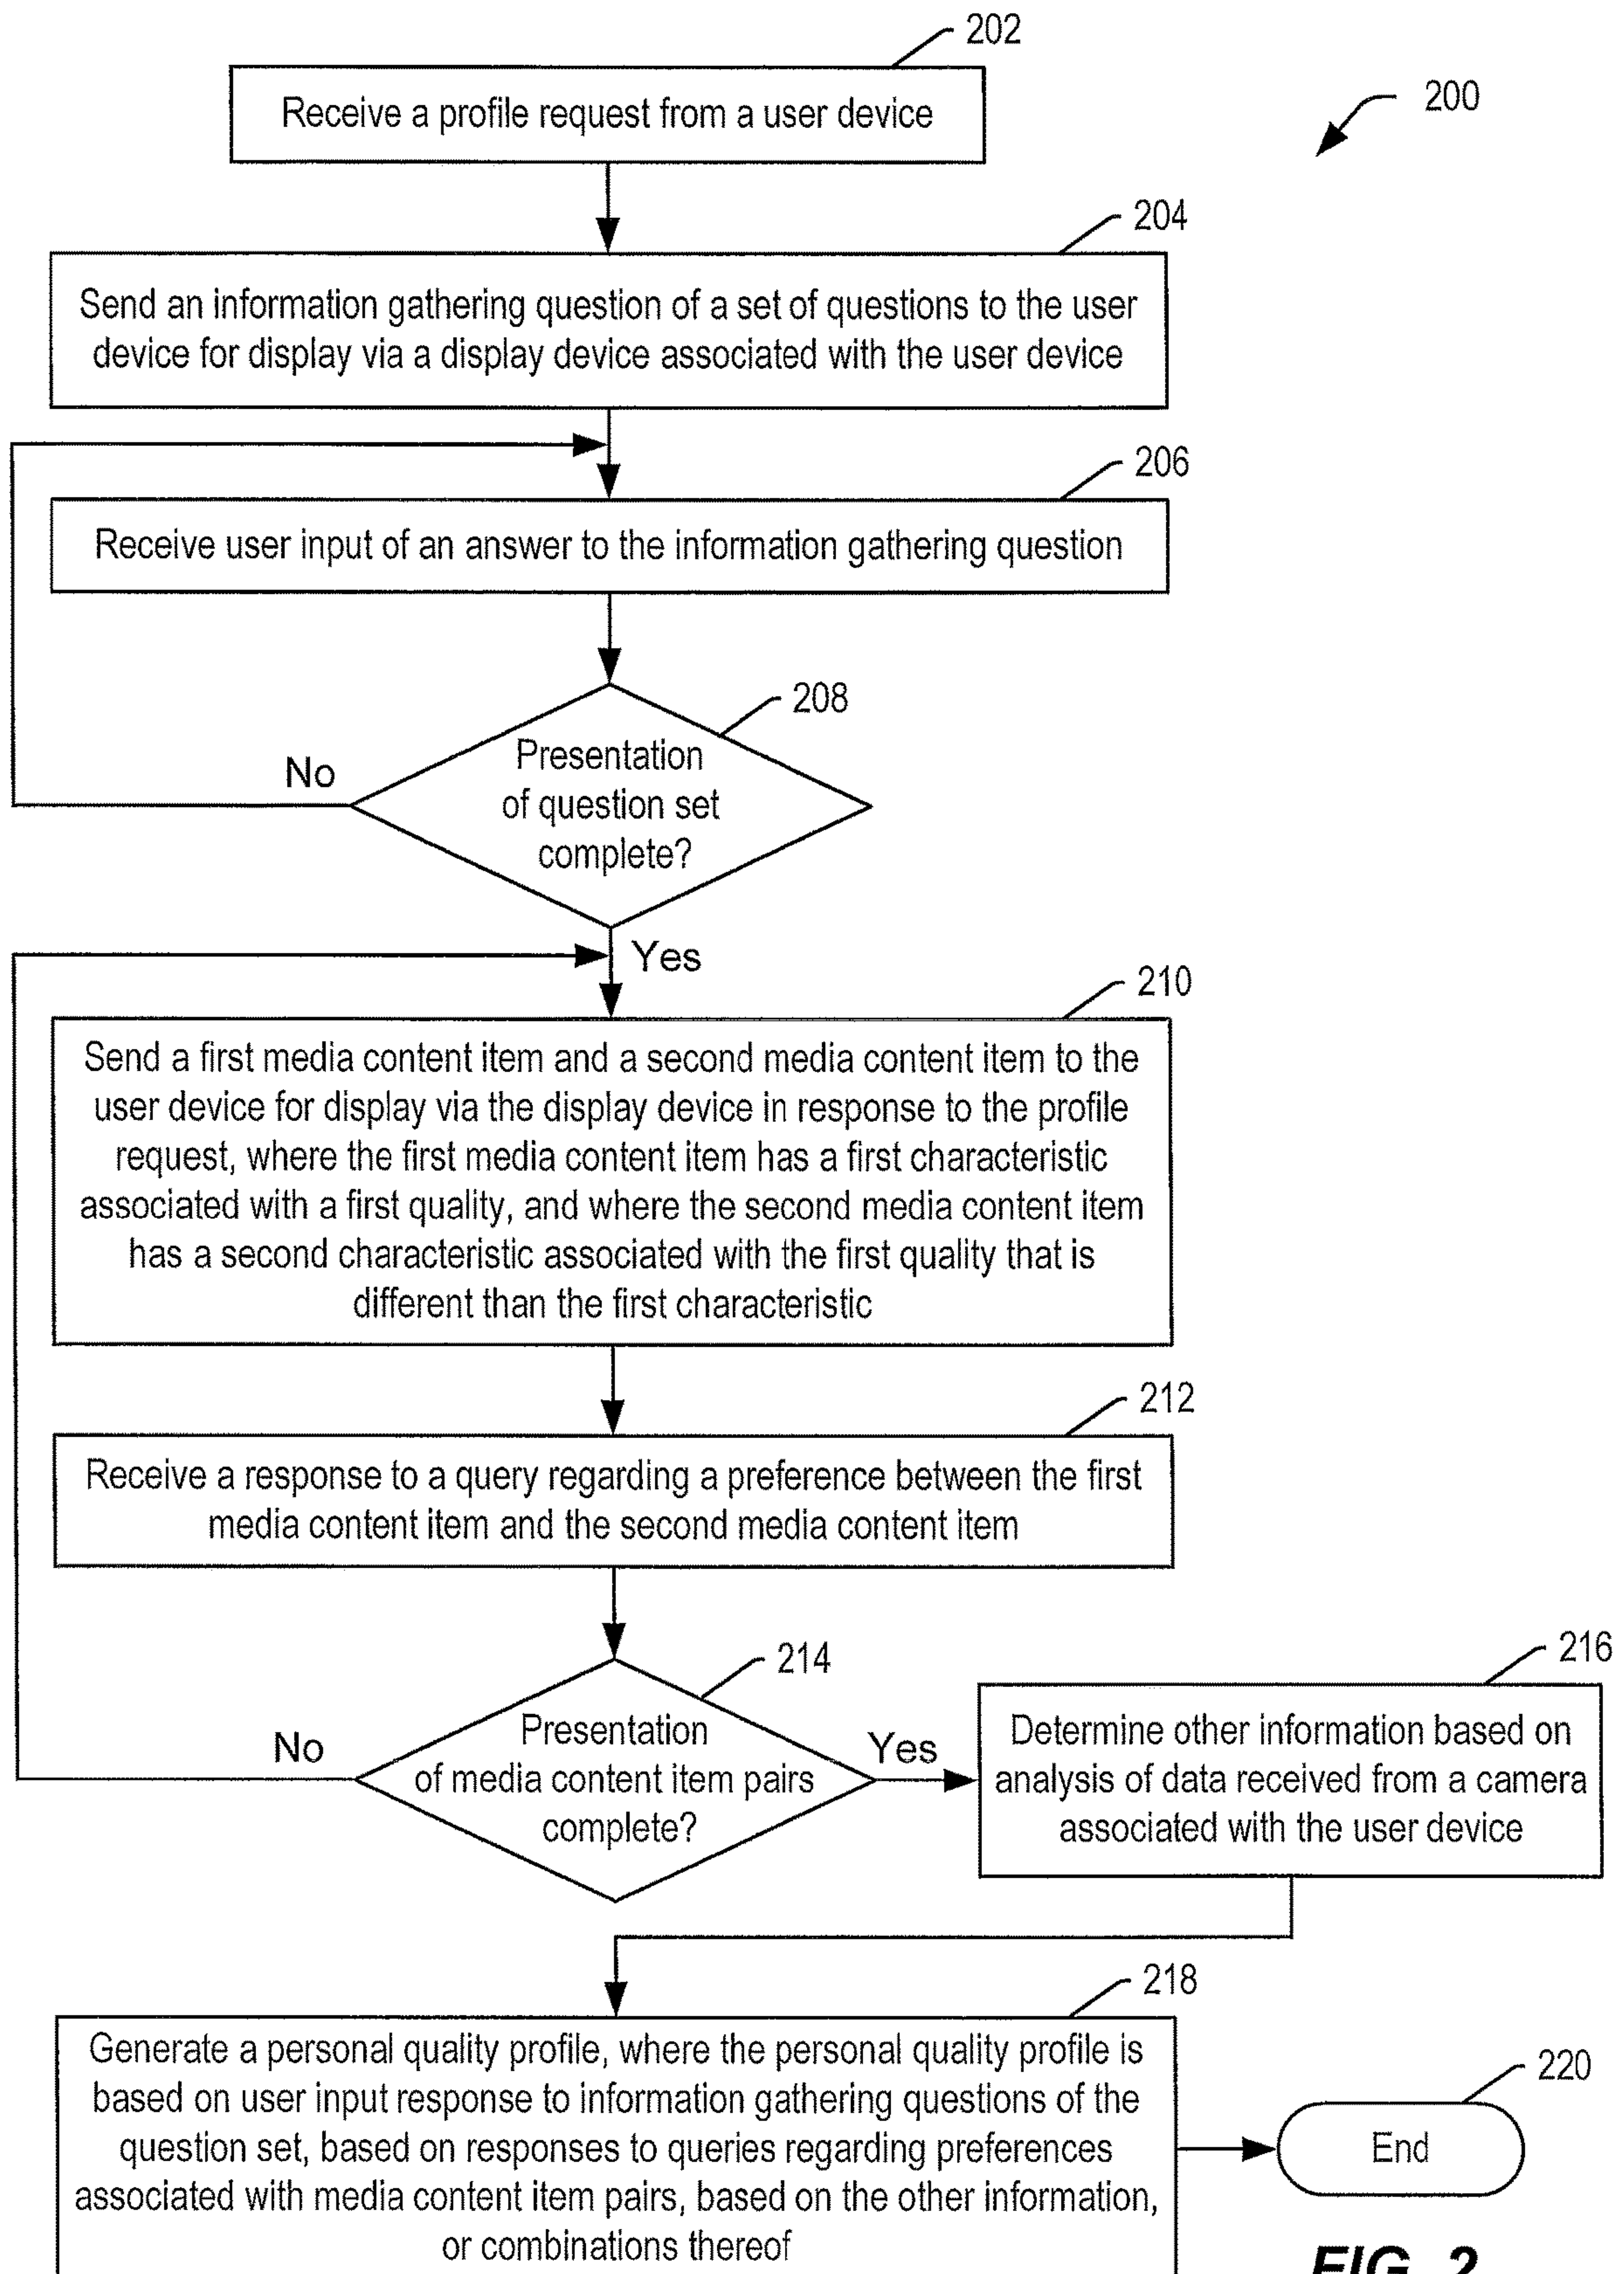 202
Receive a profile request from a user device
200
204
Send an information gathering question of a set of questions to the user
device for display via a display device associated with the user device
206
Receive user input of an answer to the information gathering question
208
Presentation
of question set
complete?
No
Yes
210
Send a first media content item and a second media content item to the
user device for display via the display device in response to the profile
request, where the first media content item has a first characteristic
associated with a first quality, and where the second media content item
has a second characteristic associated with the first quality that is
different than the first characteristic
212
Receive a response to a query regarding a preference between the first
media content item and the second media content item
214
Presentation
of media content item pairs
complete?
No
Yes
216
Determine other information based on
analysis of data received from a camera
associated with the user device
218
Generate a personal quality profile, where the personal quality profile is
based on user input response to information gathering questions of the
question set, based on responses to queries regarding preferences
associated with media content item pairs, based on the other information,
or combinations thereof
220
End
FIG. 2